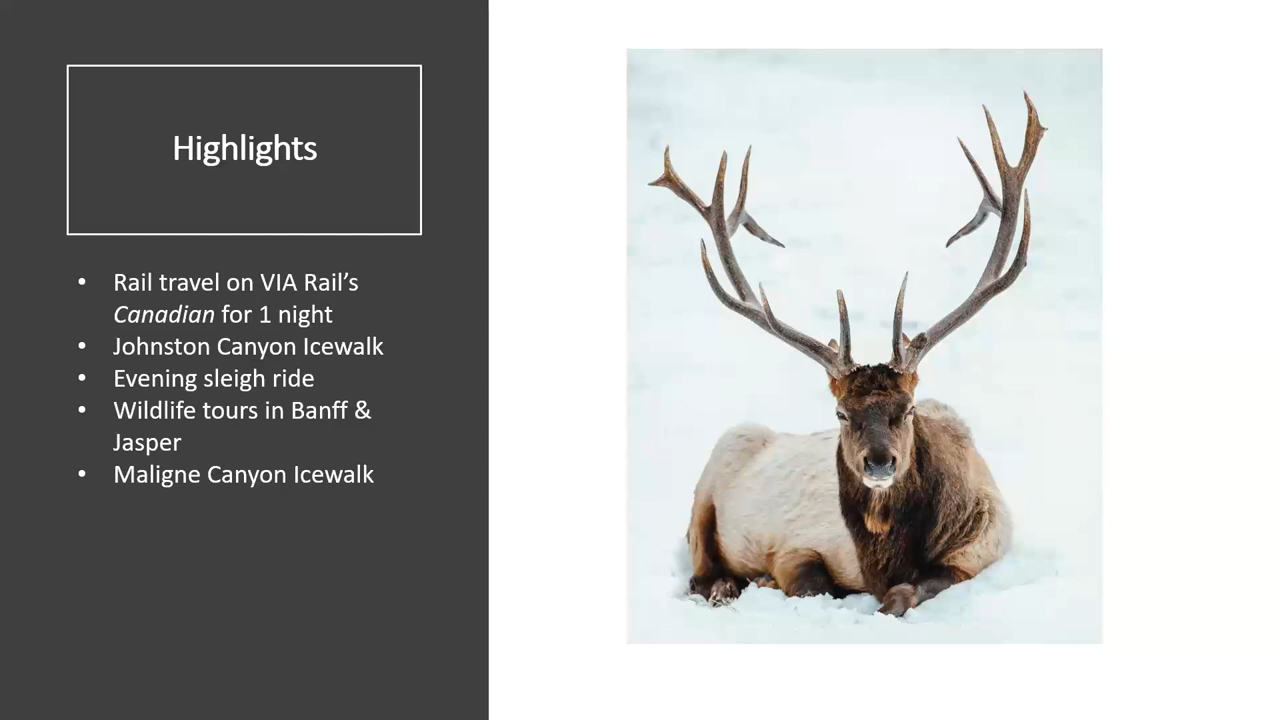 Highlights
• Rail travel on VIA Rail’s
Canadian for 1 night
• Johnston Canyon Icewalk
• Evening sleigh ride
• Wildlife tours in Banff &
Jasper
• Maligne Canyon Icewalk